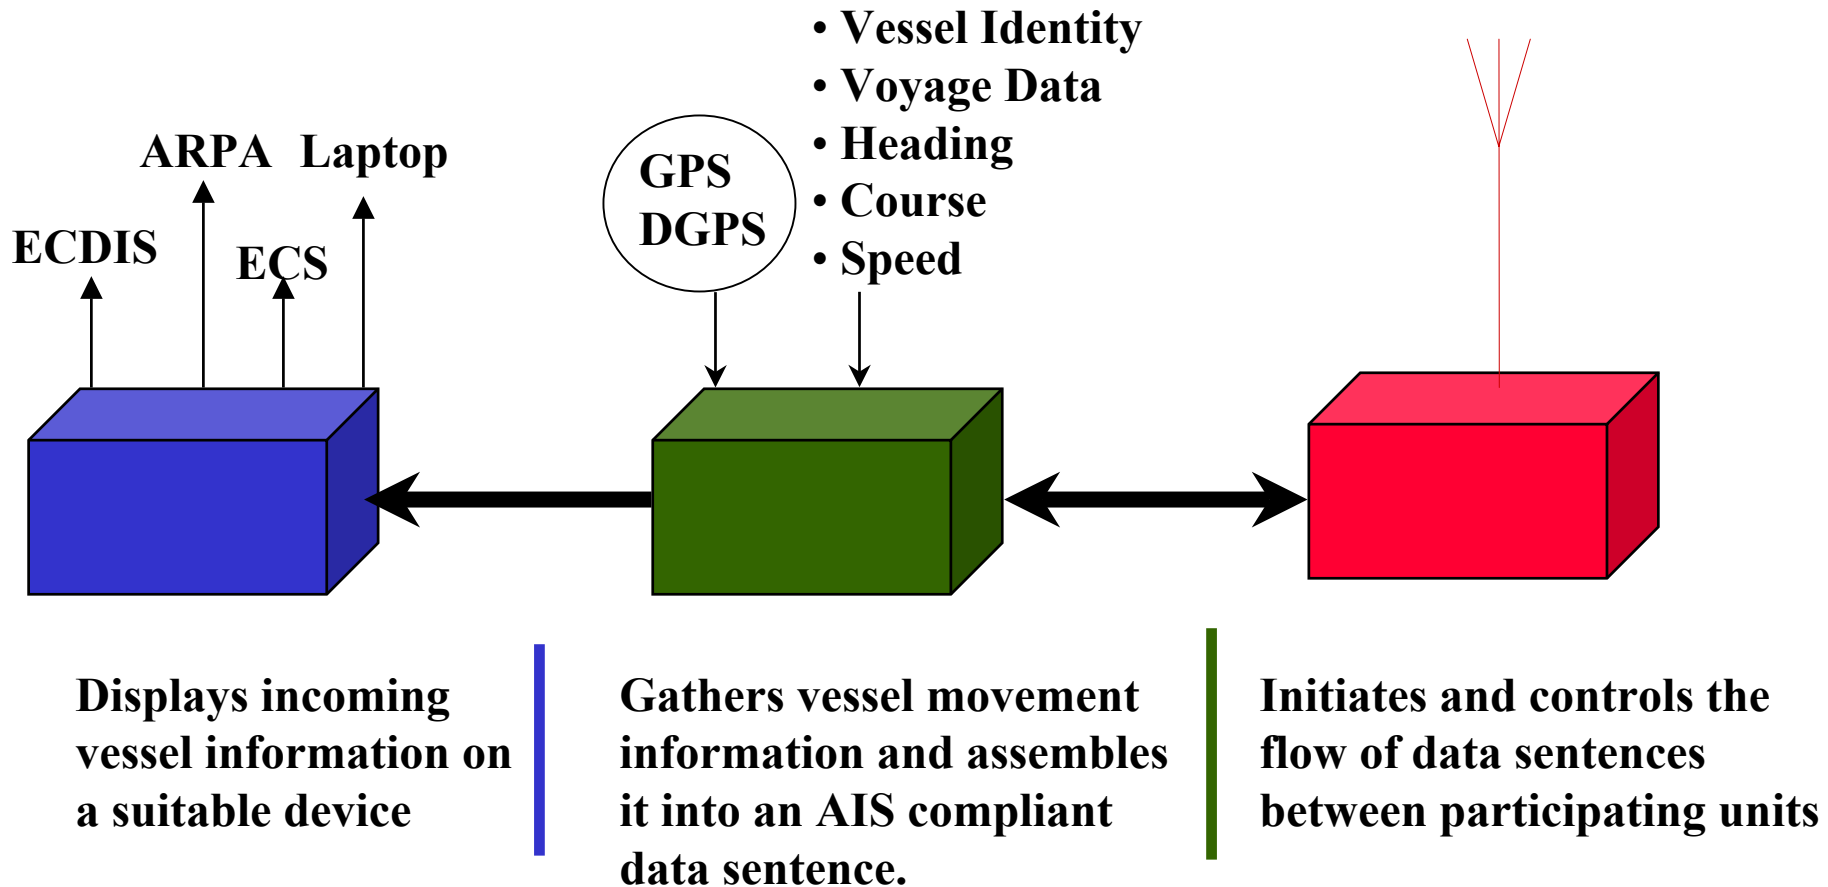 ARPA
Laptop
ECDIS
ECS
GPS
DGPS
• Vessel Identity
• Voyage Data
• Heading
• Course
• Speed
Displays incoming
vessel information on
a suitable device
Gathers vessel movement
information and assembles
it into an AIS compliant
data sentence.
Initiates and controls the
flow of data sentences
between participating units